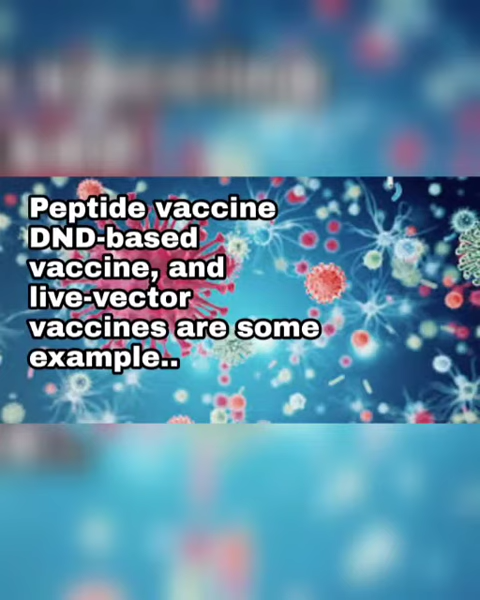 Peptide vaccine
DND-based
vaccine, and
live-vector
vaccines are some
example..